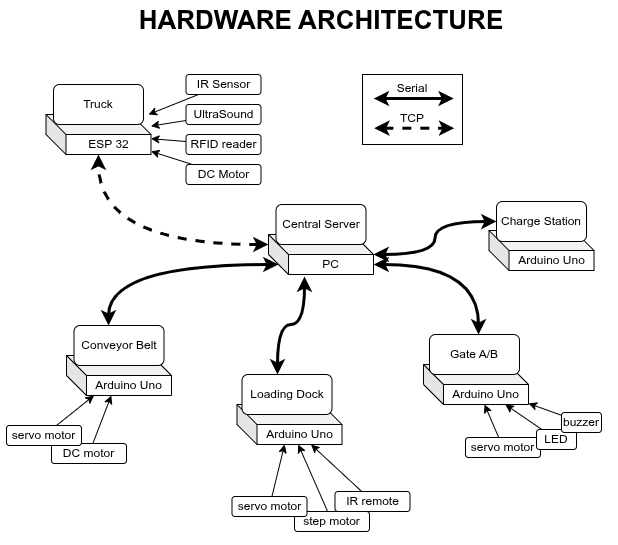 HARDWARE ARCHITECTURE
Truck
ESP 32
IR Sensor
UltraSound
RFID reader
DC Motor
Serial
TCP
Central Server
PC
Charge Station
Arduino Uno
Conveyor Belt
Arduino Uno
servo motor
DC motor
Loading Dock
Arduino Uno
servo motor
step motor
IR remote
Gate A/B
Arduino Uno
servo motor
LED
buzzer